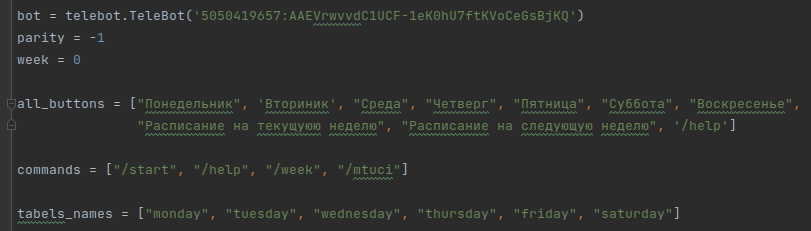 bot = telebot.TeleBot('5050419657:AAEVrwvvdC1UCF-1eK0hU7ftKVoCeGsBjKQ')
parity = -1
week = 0
all_buttons = ["Понедельник", 'Вториник', "Среда", "Четверг", "Пятница", "Суббота", "Воскресенье",
"Расписание на текущуюю неделю", "Расписание на следующую неделю", '/help']
commands = ["/start", "/help", "/week", "/mtuci"]
tabels_names = ["monday", "tuesday", "wednesday", "thursday", "friday", "saturday"]